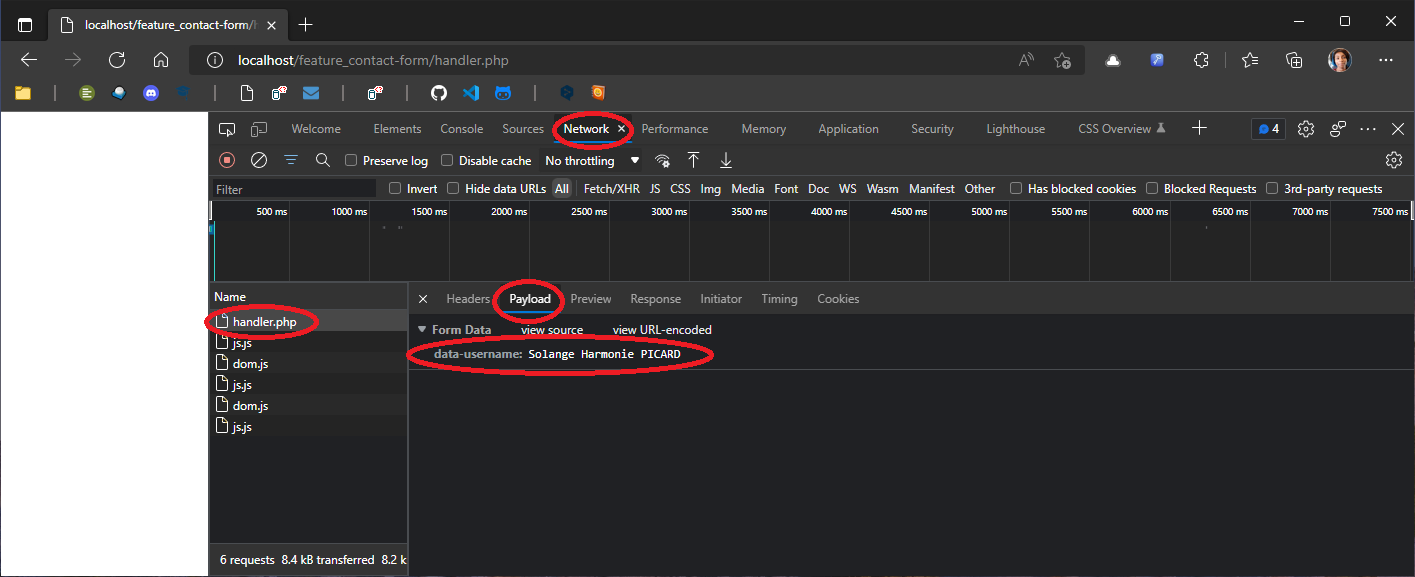 localhost/feature_contact-form/h
localhost/feature_contact-form/handler.php
Welcome Elements Console Sources Network Performance Memory Application Security Lighthouse CSS Overview 4
Preserve log Disable cache No throttling
Filter Invert Hide data URLs All Fetch/XHR JS CSS Img Media Font Doc WS Wasm Manifest Other Has blocked cookies Blocked Requests 3rd-party requests
500 ms 1000 ms 1500 ms 2000 ms 2500 ms 3000 ms 3500 ms 4000 ms 4500 ms 5000 ms 5500 ms 6000 ms 6500 ms 7000 ms 7500 ms
Name
handler.php
js.js
dom.js
js.js
dom.js
js.js
Headers Payload Preview Response Initiator Timing Cookies
Form Data view source view URL-encoded
data-username: Solange Harmonie PICARD
6 requests 8.4 kB transferred 8.2 k